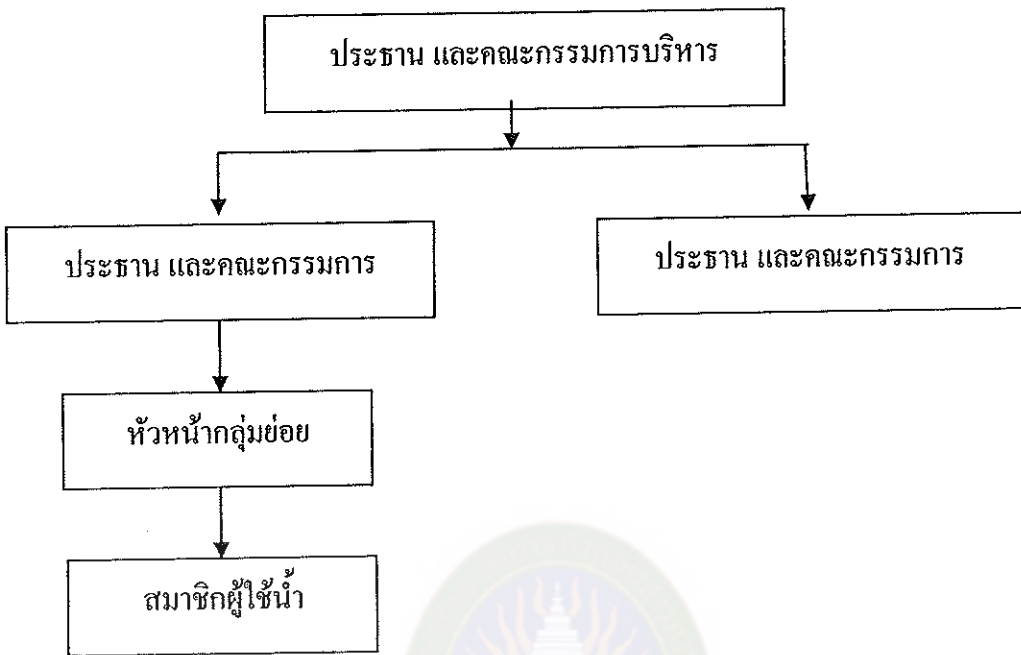 ประธาน และคณะกรรมการบริหาร
ประธาน และคณะกรรมการ
ประธาน และคณะกรรมการ
หัวหน้ากลุ่มย่อย
สมาชิกผู้ใช้น้ำ